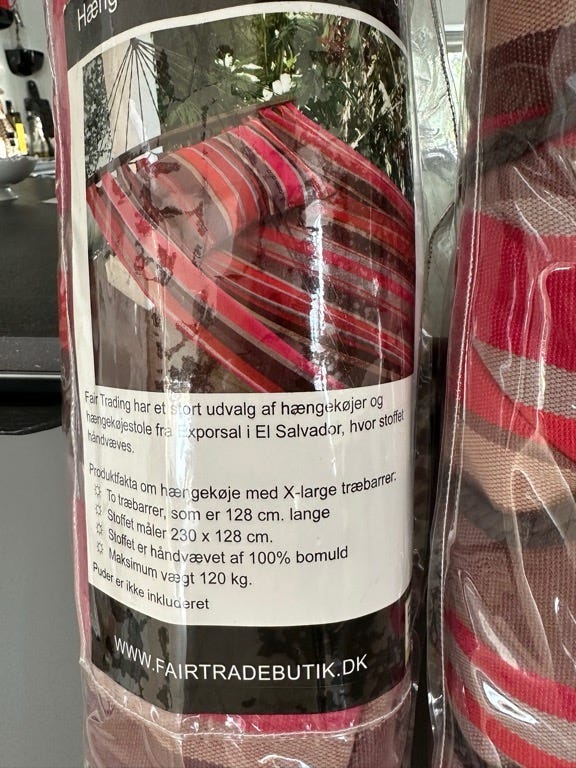 Hæng
Fair Trading har et stort udvalg af hængekøjer og
hængekøjestole fra Exporsal i El Salvador, hvor stoffet
håndvæves.
Produktfakta om hængekøje med X-large træbarrer:
To træbarrer, som er 128 cm. lange
Stoffet måler 230 x 128 cm.
Stoffet er håndvævet af 100% bomuld
Maksimum vægt 120 kg.
Puder er ikke inkluderet
WWW.FAIRTRADEBUTIK.DK